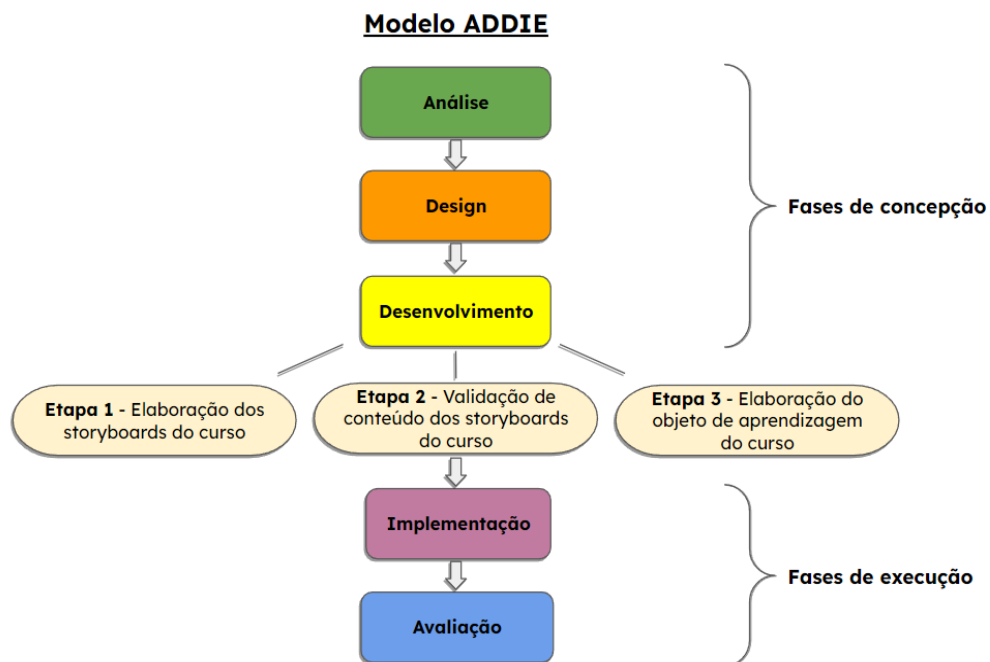 Modelo ADDIE
Análise
Design
Fases de concepção
Desenvolvimento
Etapa 1 - Elaboração dos
storyboards do curso
Etapa 2 - Validação de
conteúdo dos storyboards
do curso
Etapa 3 - Elaboração do
objeto de aprendizagem
do curso
Implementação
Fases de execução
Avaliação